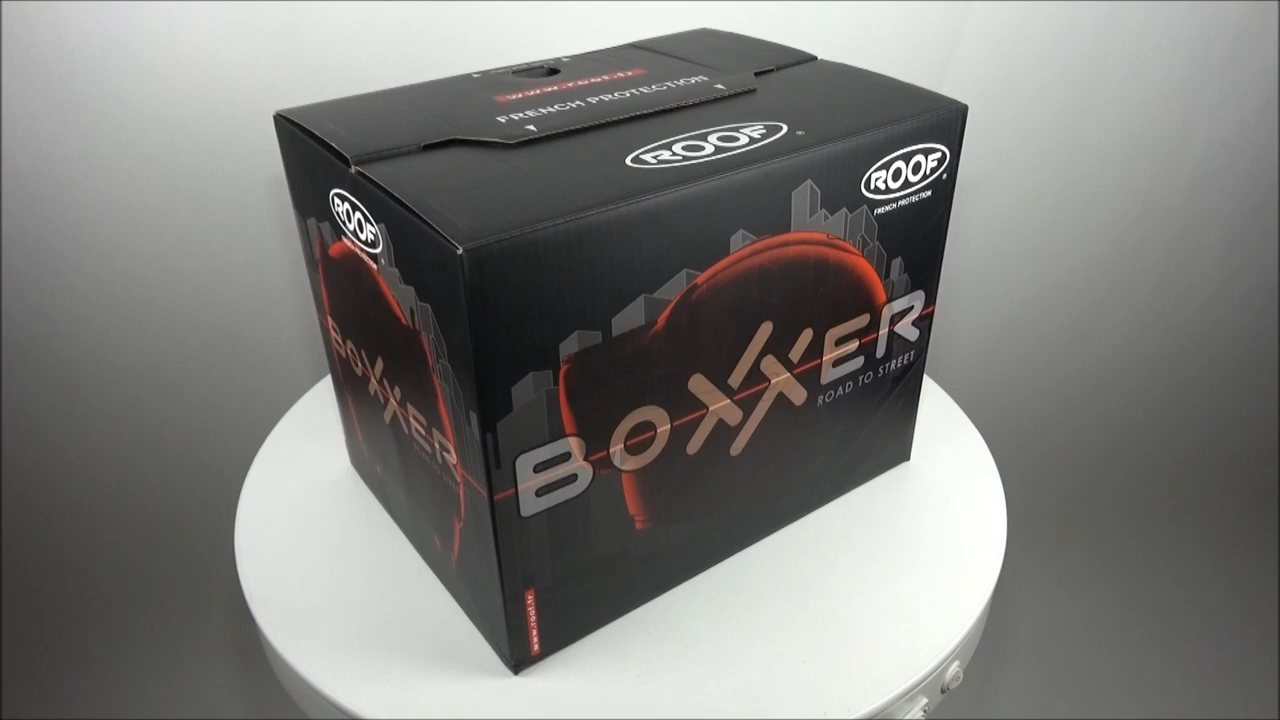 www.roof.fr
FRENCH PROTECTION
ROOF®
ROOF®
FRENCH PROTECTION
BOXXER
ROAD TO STREET
ROOF
BOXXER
www.roof.fr